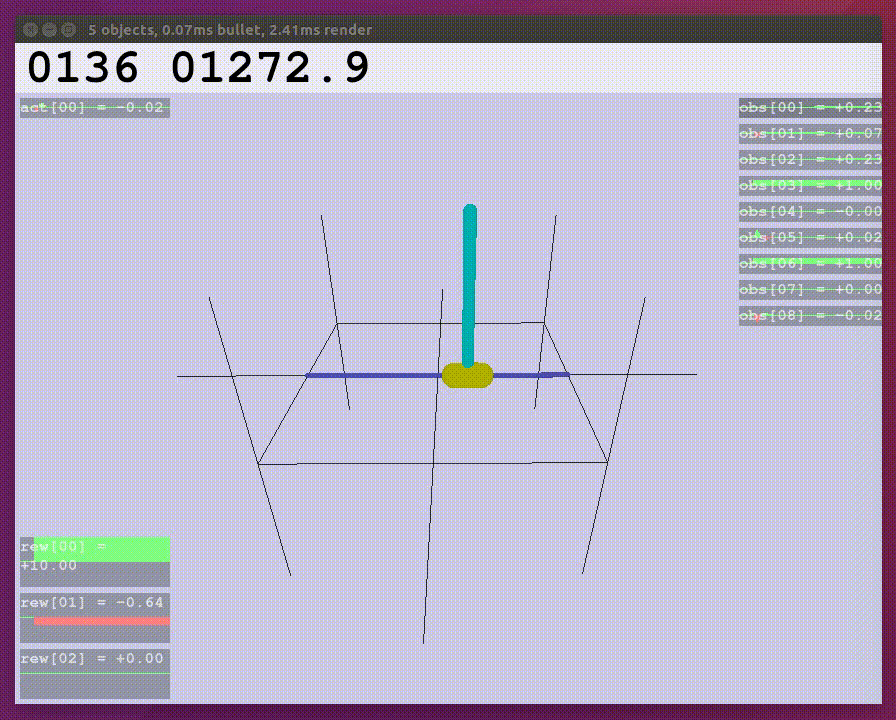 5 objects, 0.07ms bullet, 2.41ms render
0136 01272.9
act[00] = -0.02
obs[00] = +0.23
obs[01] = +0.07
obs[02] = +0.23
obs[03] = +1.00
obs[04] = -0.00
obs[05] = +0.02
obs[06] = +1.00
obs[07] = +0.00
obs[08] = -0.02
rew[00] =
+10.00
rew[01] = -0.64
rew[02] = +0.00